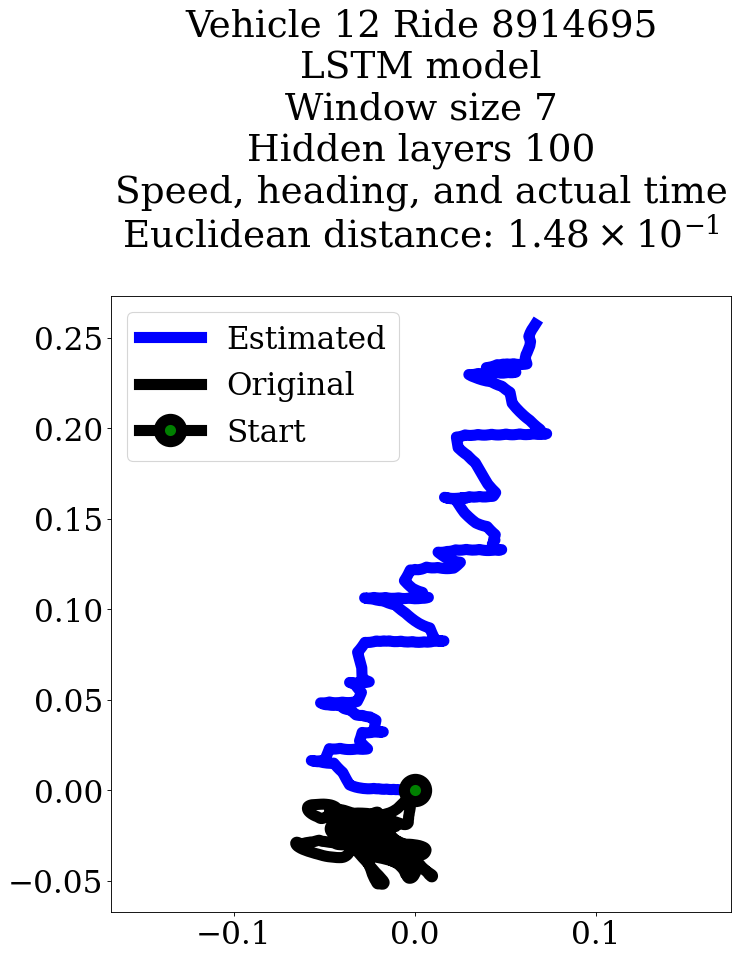 Vehicle 12 Ride 8914695
LSTM model
Window size 7
Hidden layers 100
Speed, heading, and actual time
Euclidean distance: 1.48 × 10⁻¹
Estimated
Original
Start
0.25
0.20
0.15
0.10
0.05
0.00
−0.05
−0.1 0.0 0.1